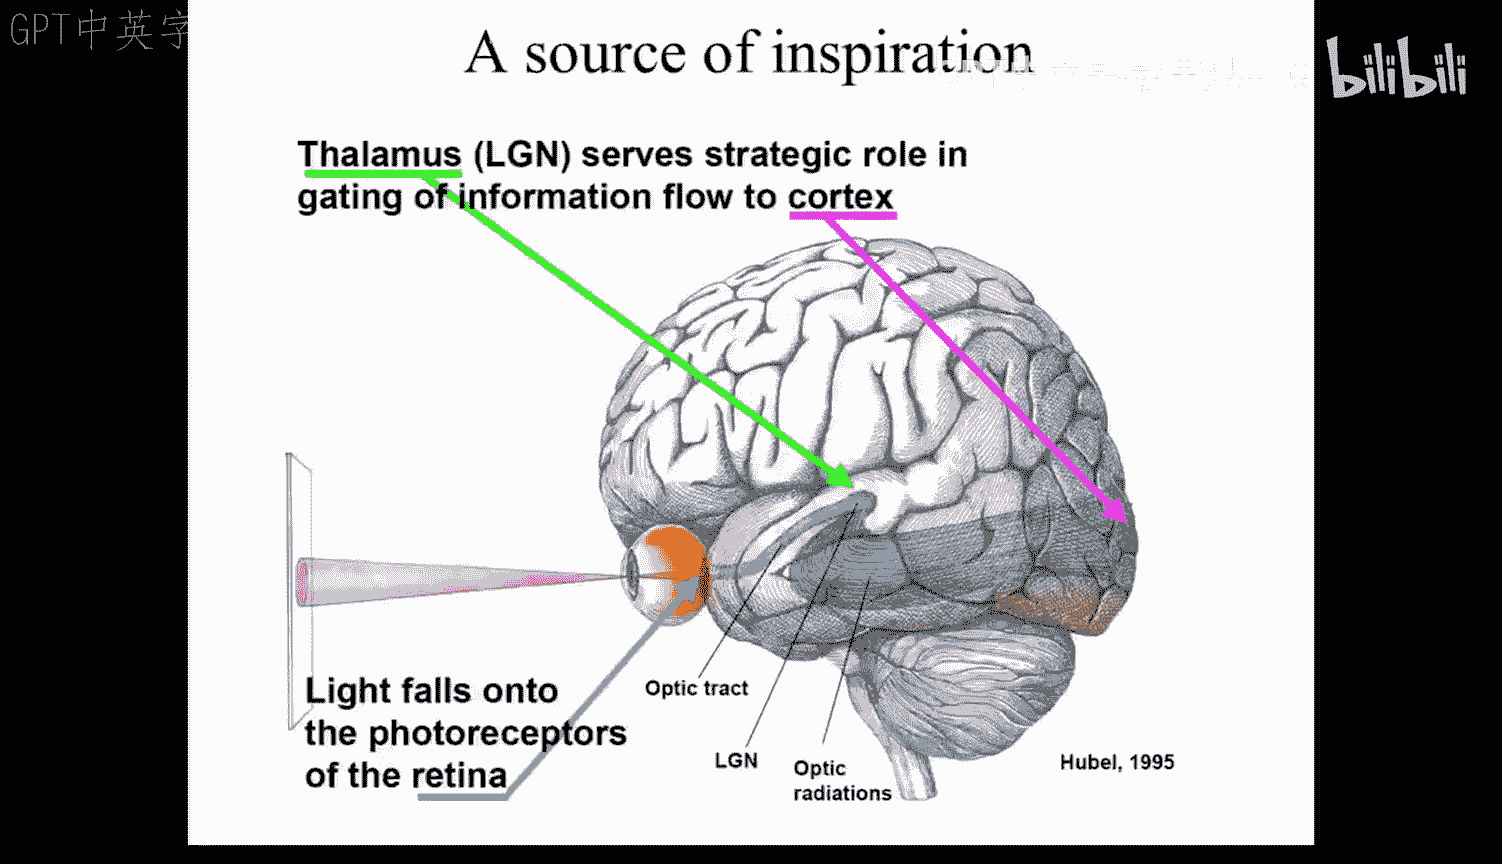 GPT中英字
bilibili
A source of inspiration
Thalamus (LGN) serves strategic role in
gating of information flow to cortex
Light falls onto
the photoreceptors
of the retina
Optic tract
LGN
Optic
radiations
Hubel, 1995